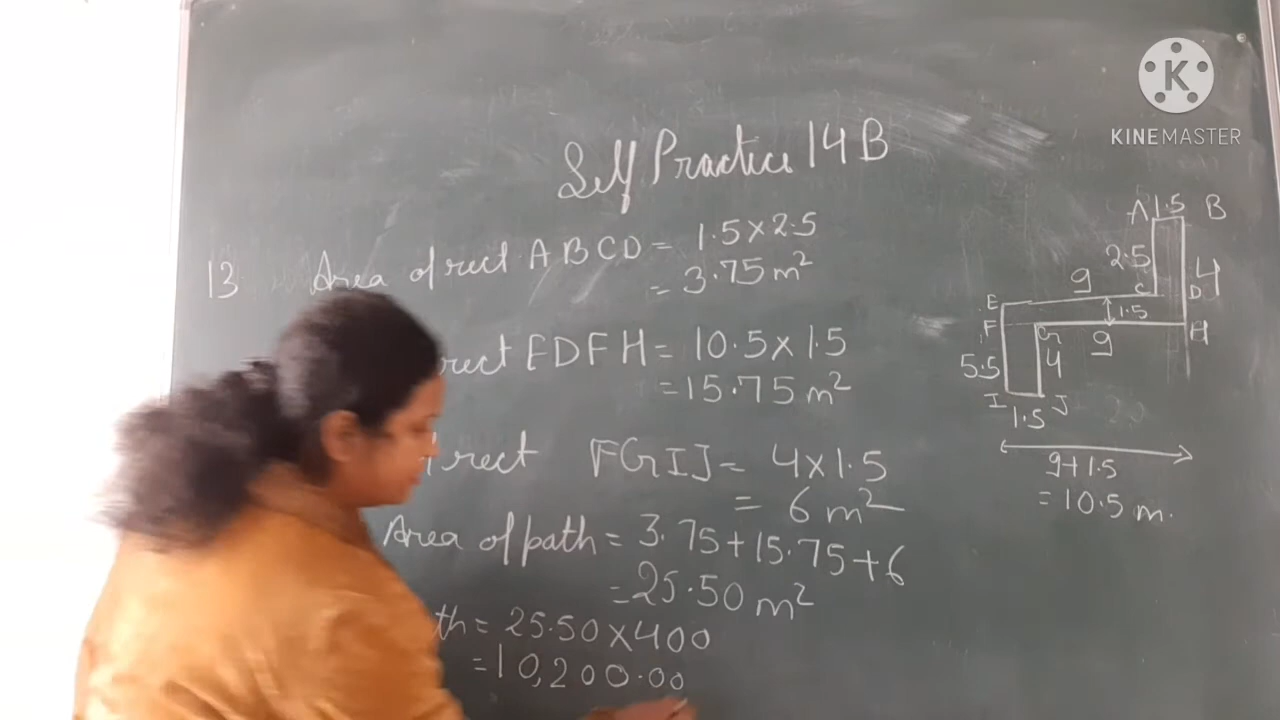 KINEMASTER
Self Practice 14B
13 Area of rect. ABCD = 1.5 × 2.5
= 3.75 m²
rect EDFH = 10.5 × 1.5
= 15.75 m²
rect FGIJ = 4 × 1.5
= 6 m²
Area of path = 3.75 + 15.75 + 6
= 25.50 m²
th = 25.50 × 400
= 10,200.00
A 1.5 B
2.5 4
9 C D
E 1.5
F G 9 H
5.5 4
I J
1.5
9+1.5
= 10.5 m.